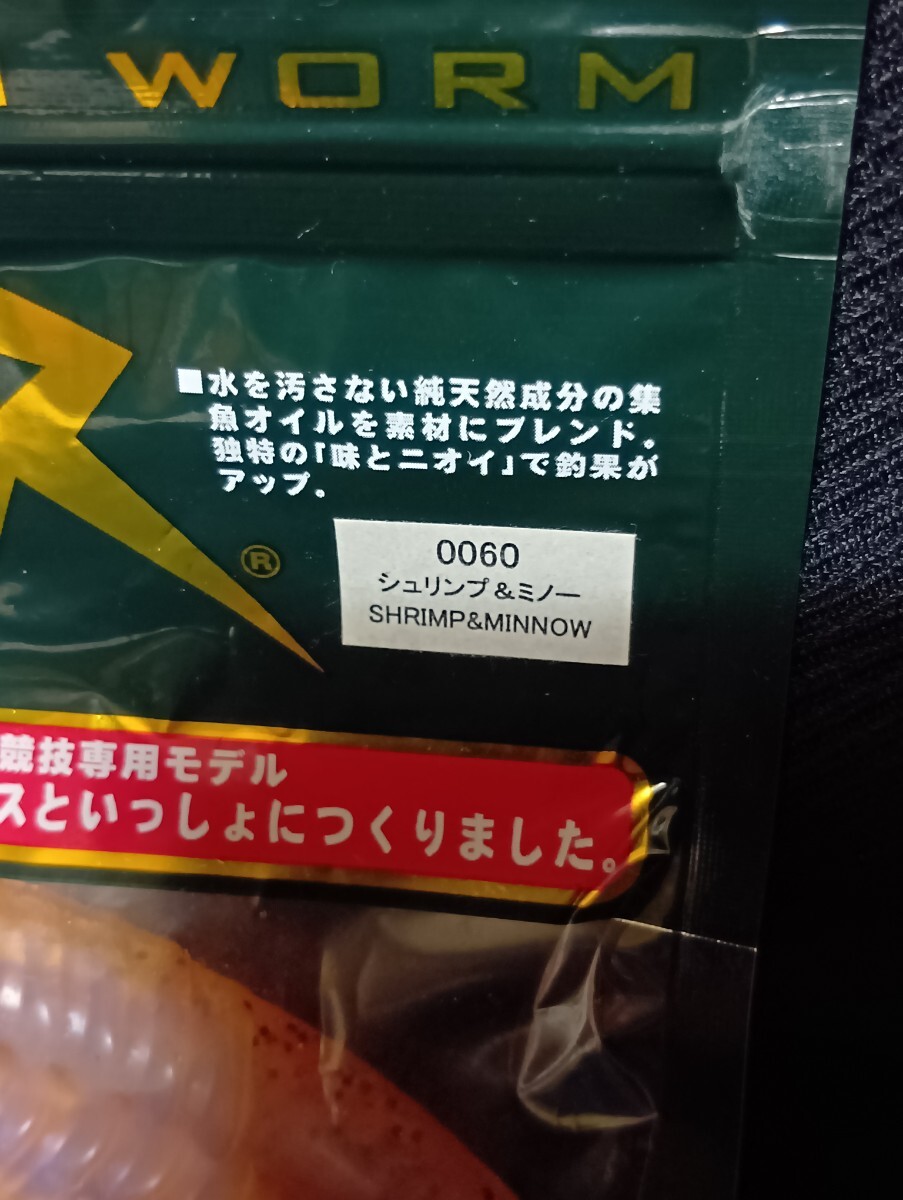 WORM
■水を汚さない純天然成分の集
魚オイルを素材にブレンド。
独特の「味とニオイ」で釣果が
アップ。
®
0060
シュリンプ&ミノー
SHRIMP&MINNOW
競技専用モデル
スといっしょにつくりました。